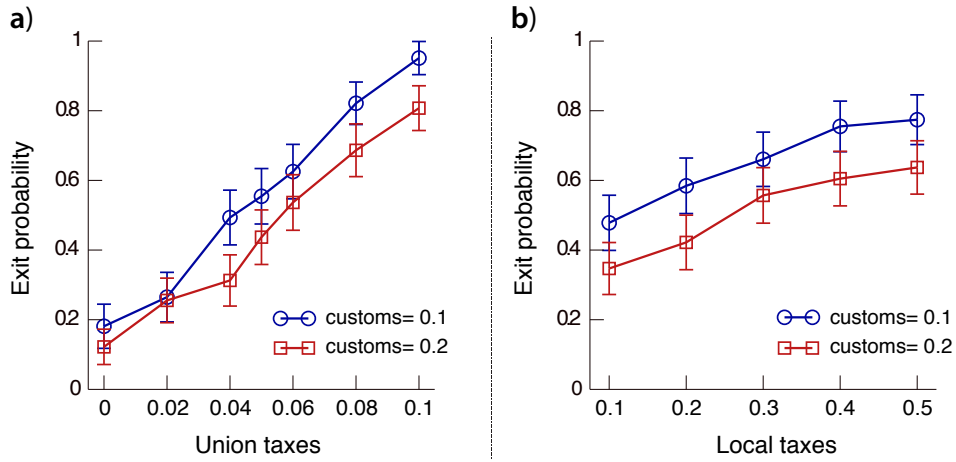 a)
Exit probability
1
0.8
0.6
0.4
0.2
0
0 0.02 0.04 0.06 0.08 0.1
Union taxes
customs= 0.1
customs= 0.2
b)
Exit probability
1
0.8
0.6
0.4
0.2
0
0.1 0.2 0.3 0.4 0.5
Local taxes
customs= 0.1
customs= 0.2